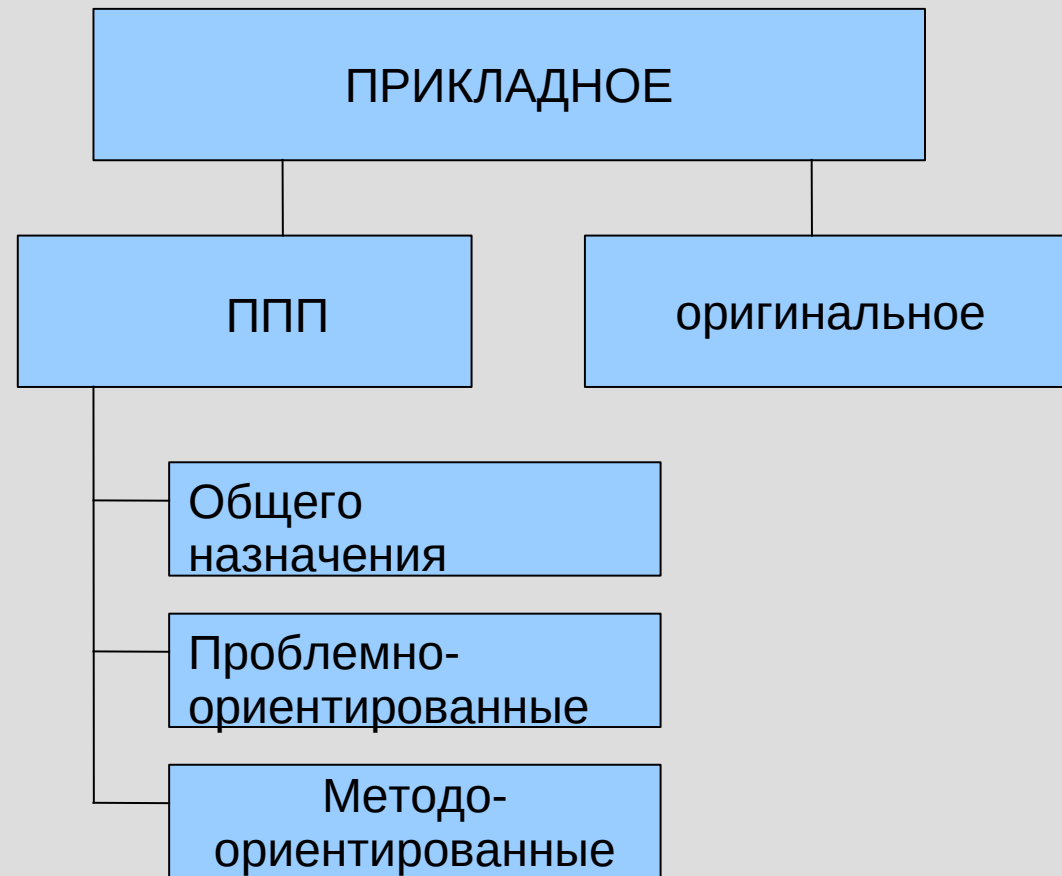 ПРИКЛАДНОЕ
ППП
оригинальное
Общего
назначения
Проблемно-
ориентированные
Методо-
ориентированные